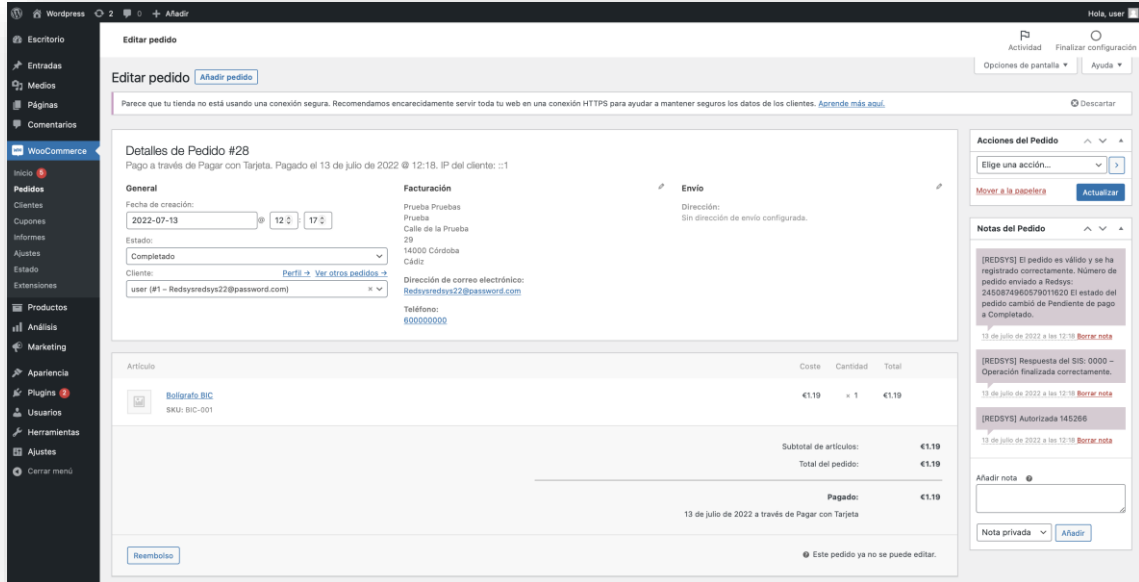 Wordpress 2 0 + Añadir
Hola, user
Escritorio
Entradas
Medios
Páginas
Comentarios
WooCommerce
Inicio 5
Pedidos
Clientes
Cupones
Informes
Ajustes
Estado
Extensiones
Productos
Análisis
Marketing
Apariencia
Plugins 2
Usuarios
Herramientas
Ajustes
Cerrar menú
Editar pedido
Actividad
Finalizar configuración
Opciones de pantalla
Ayuda
Editar pedido Añadir pedido
Parece que tu tienda no está usando una conexión segura. Recomendamos encarecidamente servir toda tu web en una conexión HTTPS para ayudar a mantener seguros los datos de los clientes. Aprende más aquí.
Descartar
Detalles de Pedido #28
Pago a través de Pagar con Tarjeta. Pagado el 13 de julio de 2022 @ 12:18. IP del cliente: ::1
General
Fecha de creación:
2022-07-13 @ 12 : 17
Estado:
Completado
Cliente: Perfil → Ver otros pedidos →
user (#1 – Redsysredsys22@password.com) ×
Facturación
Prueba Pruebas
Prueba
Calle de la Prueba
29
14000 Córdoba
Cádiz
Dirección de correo electrónico:
Redsysredsys22@password.com
Teléfono:
600000000
Envío
Dirección:
Sin dirección de envío configurada.
Artículo Coste Cantidad Total
Bolígrafo BIC €1.19 × 1 €1.19
SKU: BIC-001
Subtotal de artículos: €1.19
Total del pedido: €1.19
Pagado: €1.19
13 de julio de 2022 a través de Pagar con Tarjeta
Reembolso
Este pedido ya no se puede editar.
Acciones del Pedido
Elige una acción...
Mover a la papelera Actualizar
Notas del Pedido
[REDSYS] El pedido es válido y se ha
registrado correctamente. Número de
pedido enviado a Redsys:
2450874960579011620 El estado del
pedido cambió de Pendiente de pago
a Completado.
13 de julio de 2022 a las 12:18 Borrar nota
[REDSYS] Respuesta del SIS: 0000 –
Operación finalizada correctamente.
13 de julio de 2022 a las 12:18 Borrar nota
[REDSYS] Autorizada 145266
13 de julio de 2022 a las 12:18 Borrar nota
Añadir nota
Nota privada Añadir